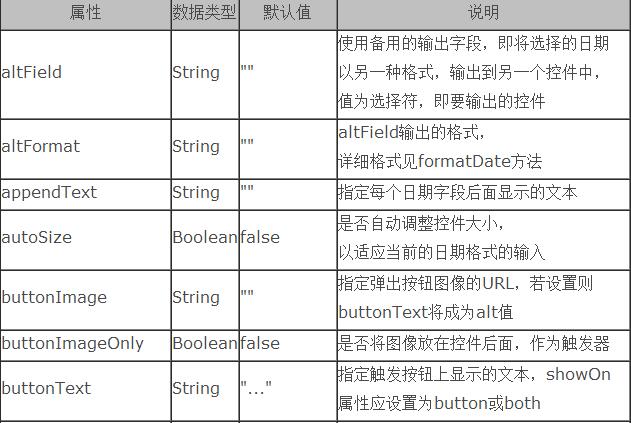 属性 数据类型 默认值 说明
altField String "" 使用备用的输出字段，即将选择的日期
以另一种格式，输出到另一个控件中，
值为选择符，即要输出的控件
altFormat String "" altField输出的格式，
详细格式见formatDate方法
appendText String "" 指定每个日期字段后面显示的文本
autoSize Boolean false 是否自动调整控件大小，
以适应当前的日期格式的输入
buttonImage String "" 指定弹出按钮图像的URL，若设置则
buttonText将成为alt值
buttonImageOnly Boolean false 是否将图像放在控件后面，作为触发器
buttonText String "..." 指定触发按钮上显示的文本，showOn
属性应设置为button或both